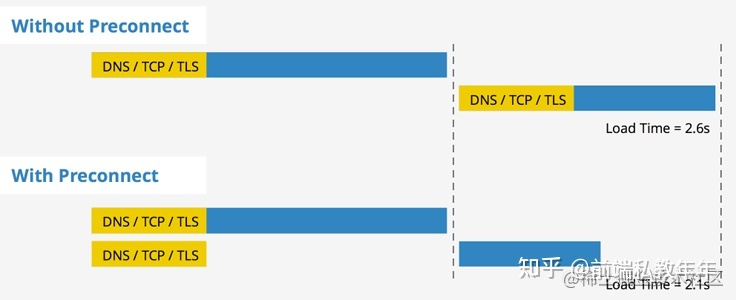 Without Preconnect
DNS / TCP / TLS
DNS / TCP / TLS
Load Time = 2.6s
With Preconnect
DNS / TCP / TLS
DNS / TCP / TLS
知乎 @前端私教年年
Load Time = 2.1s